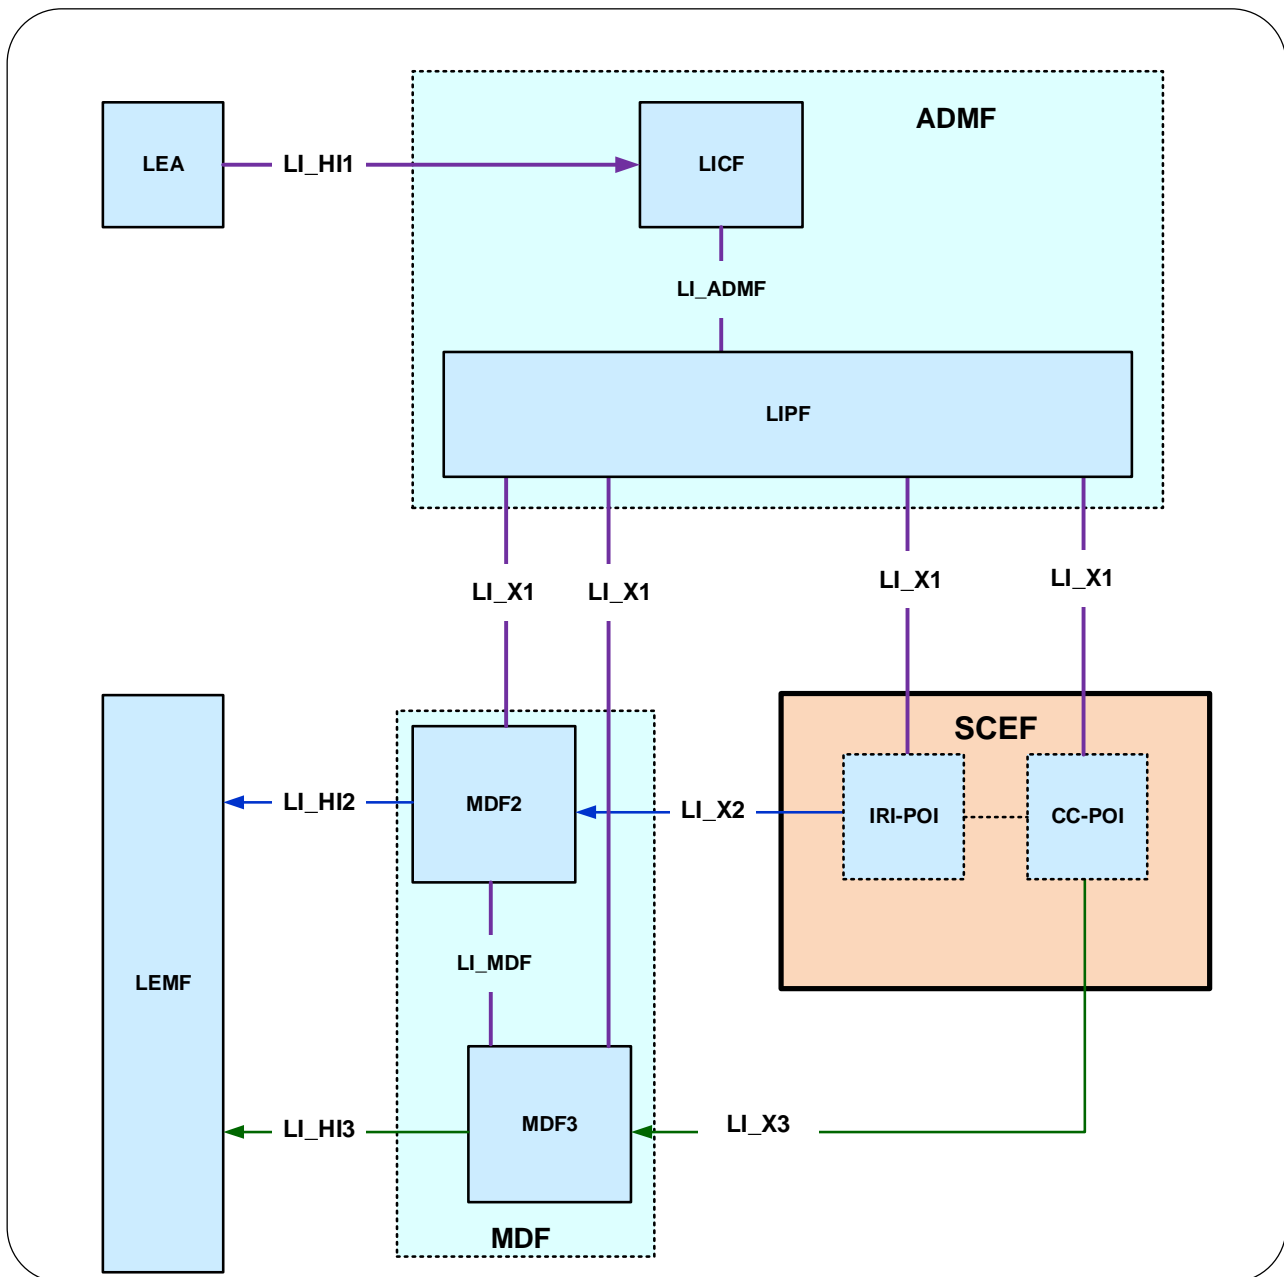 ADMF
LEA
LI_HI1
LICF
LI_ADMF
LIPF
LI_X1
LI_X1
LI_X1
LI_X1
SCEF
LI_HI2
MDF2
LI_X2
IRI-POI
CC-POI
LI_MDF
LEMF
LI_HI3
MDF3
LI_X3
MDF